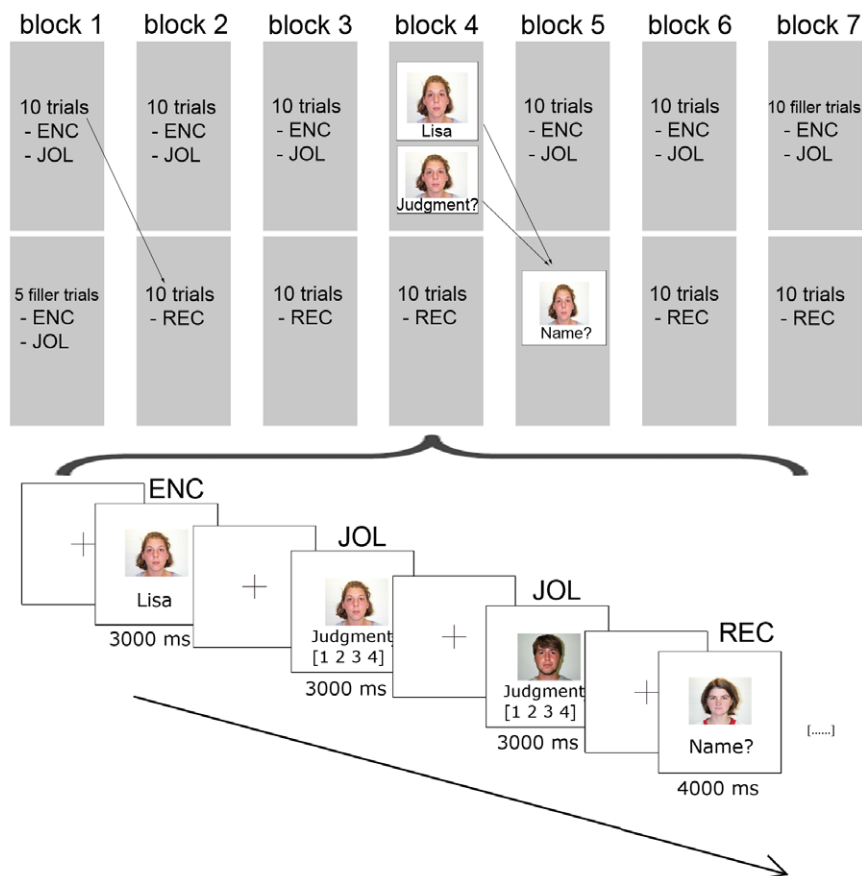 block 1 block 2 block 3 block 4 block 5 block 6 block 7
10 trials
- ENC
- JOL
10 trials
- ENC
- JOL
10 trials
- ENC
- JOL
Lisa
Judgment?
10 trials
- ENC
- JOL
10 trials
- ENC
- JOL
10 filler trials
- ENC
- JOL
5 filler trials
- ENC
- JOL
10 trials
- REC
10 trials
- REC
10 trials
- REC
Name?
10 trials
- REC
10 trials
- REC
ENC
Lisa
3000 ms
JOL
Judgment
[1 2 3 4]
3000 ms
JOL
Judgment
[1 2 3 4]
3000 ms
REC
Name?
4000 ms
[......]